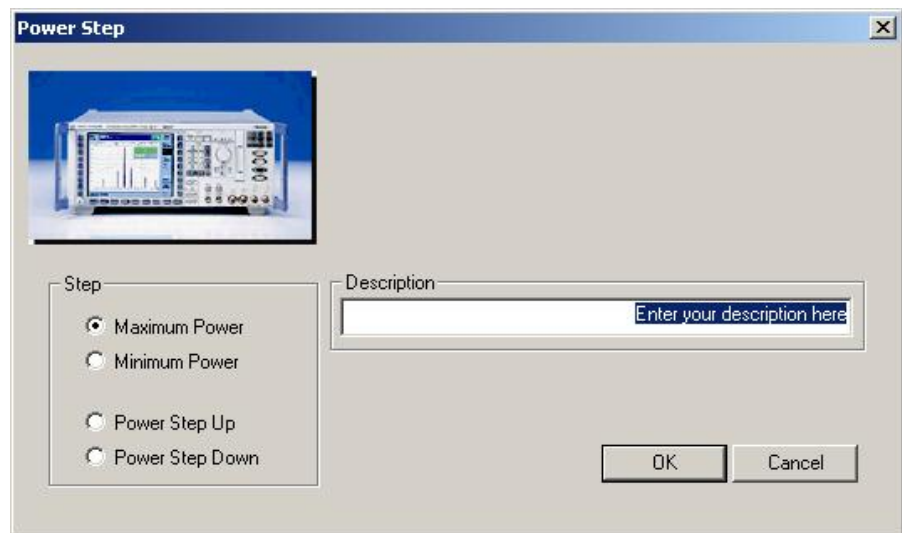 Power Step
Step
Maximum Power
Minimum Power
Power Step Up
Power Step Down
Description
Enter your description here
OK
Cancel